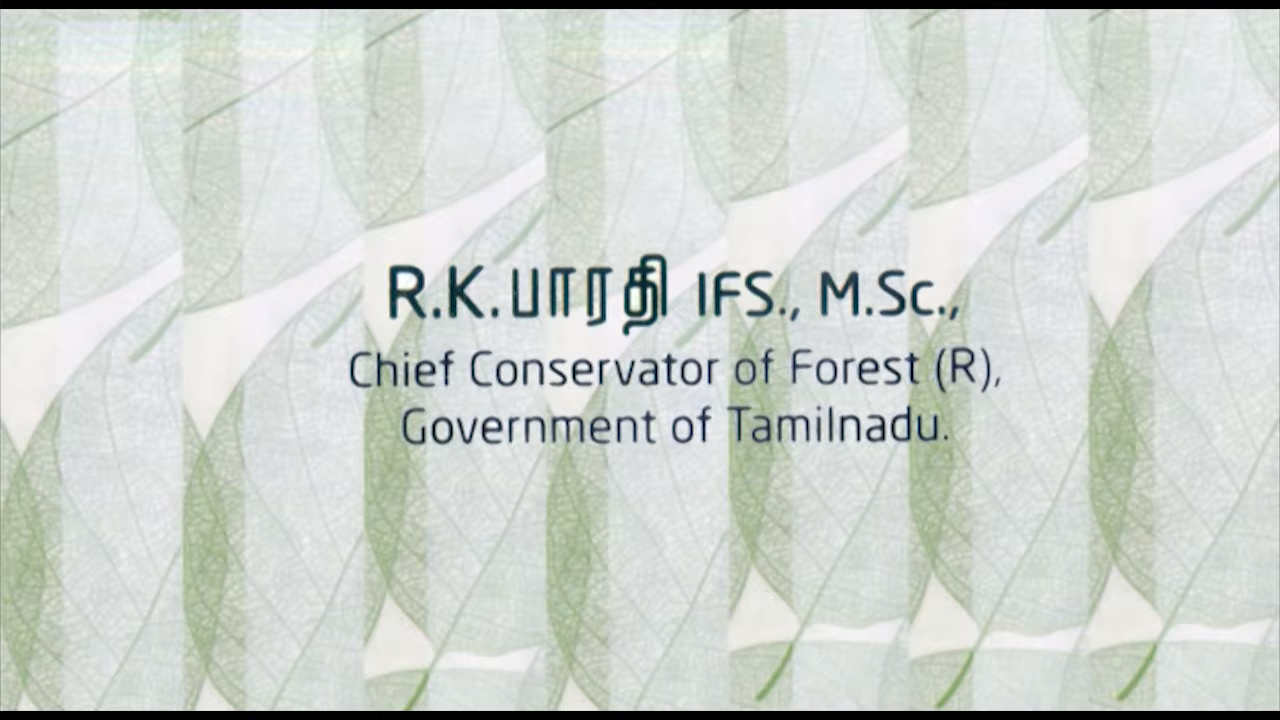 R.K.பாரதி IFS., M.Sc.,
Chief Conservator of Forest (R),
Government of Tamilnadu.